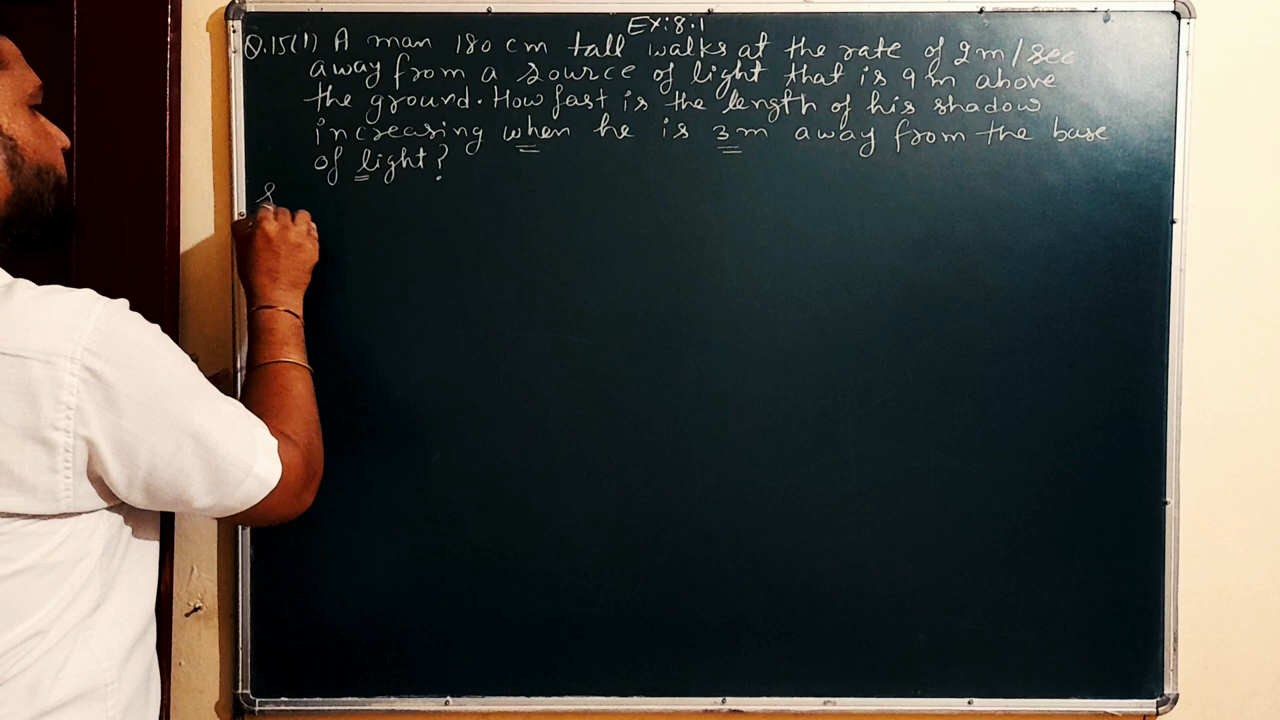 Ex:8.1
Q.15(1) A man 180 cm tall walks at the rate of 2m/sec
away from a source of light that is 9m above
the ground. How fast is the length of his shadow
increasing when he is 3m away from the base
of light?